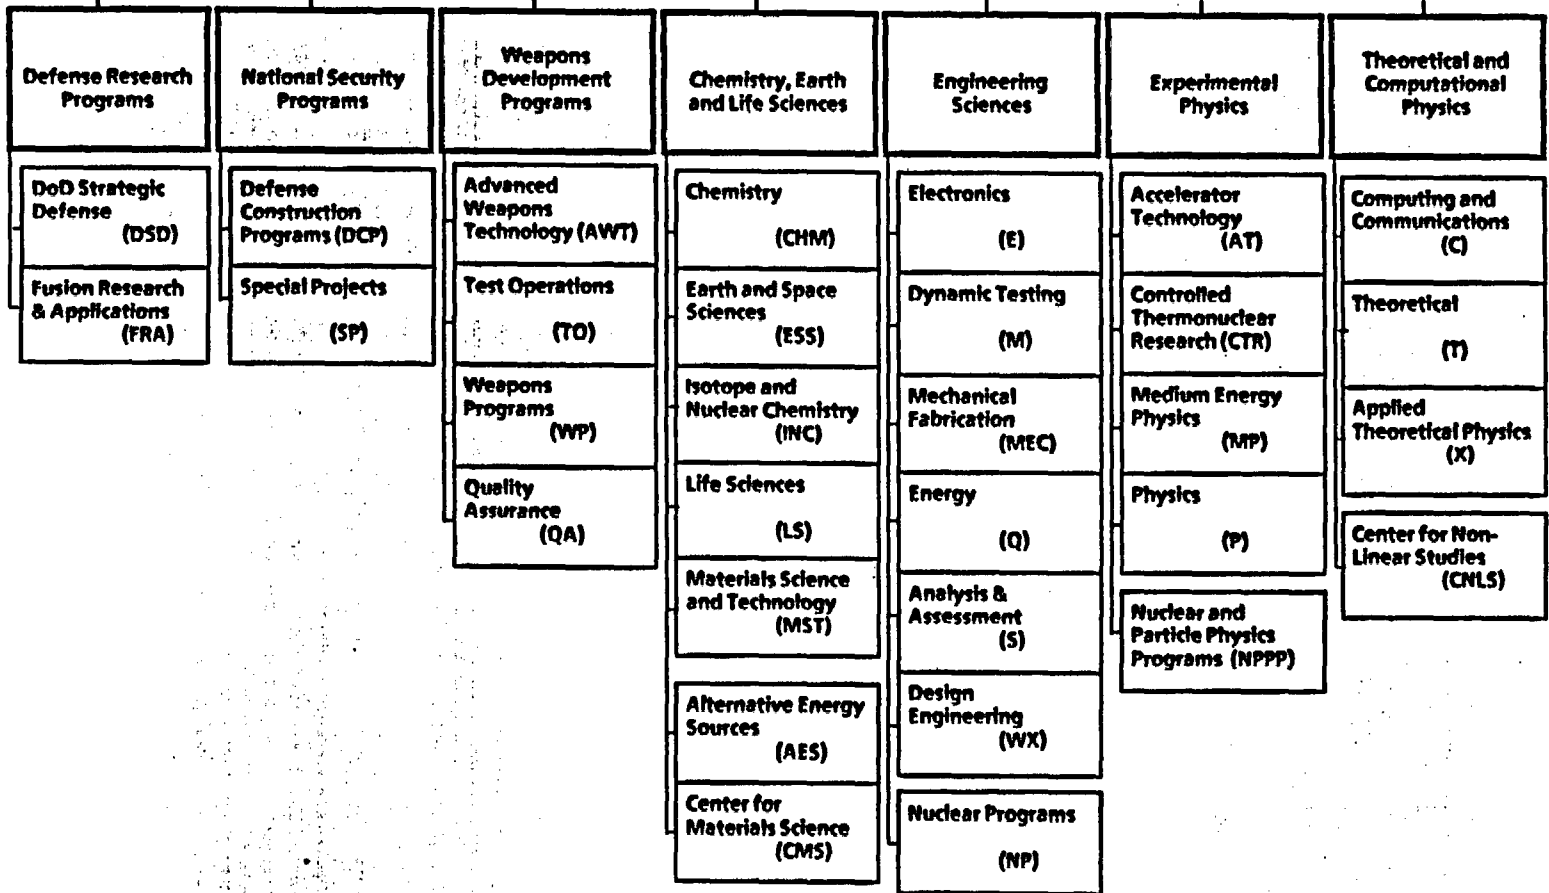 Defense Research
Programs
DoD Strategic
Defense
(DSD)
Fusion Research
& Applications
(FRA)
National Security
Programs
Defense
Construction
Programs (DCP)
Special Projects
(SP)
Weapons
Development
Programs
Advanced
Weapons
Technology (AWT)
Test Operations
(TO)
Weapons
Programs
(WP)
Quality
Assurance
(QA)
Chemistry, Earth
and Life Sciences
Chemistry
(CHM)
Earth and Space
Sciences
(ESS)
Isotope and
Nuclear Chemistry
(INC)
Life Sciences
(LS)
Materials Science
and Technology
(MST)
Alternative Energy
Sources
(AES)
Center for
Materials Science
(CMS)
Engineering
Sciences
Electronics
(E)
Dynamic Testing
(M)
Mechanical
Fabrication
(MEC)
Energy
(Q)
Analysis &
Assessment
(S)
Design
Engineering
(WX)
Nuclear Programs
(NP)
Experimental
Physics
Accelerator
Technology
(AT)
Controlled
Thermonuclear
Research (CTR)
Medium Energy
Physics
(MP)
Physics
(P)
Nuclear and
Particle Physics
Programs (NPPP)
Theoretical and
Computational
Physics
Computing and
Communications
(C)
Theoretical
(T)
Applied
Theoretical Physics
(X)
Center for Non-
Linear Studies
(CNLS)